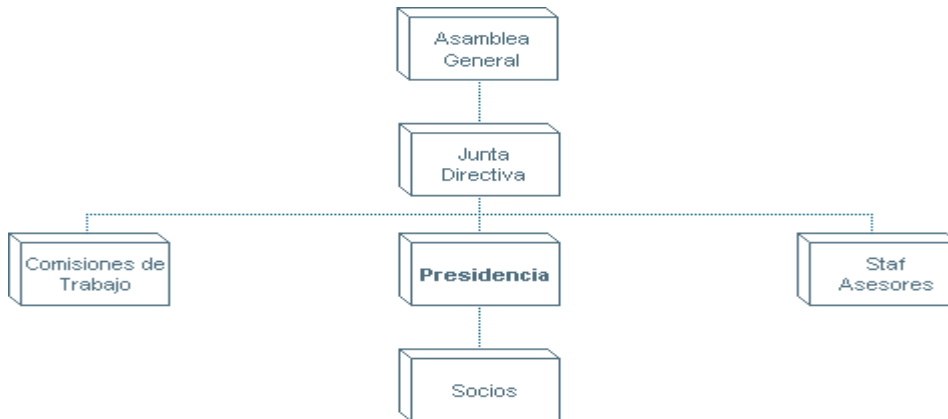 Asamblea
General
Junta
Directiva
Comisiones de
Trabajo
Presidencia
Staf
Asesores
Socios